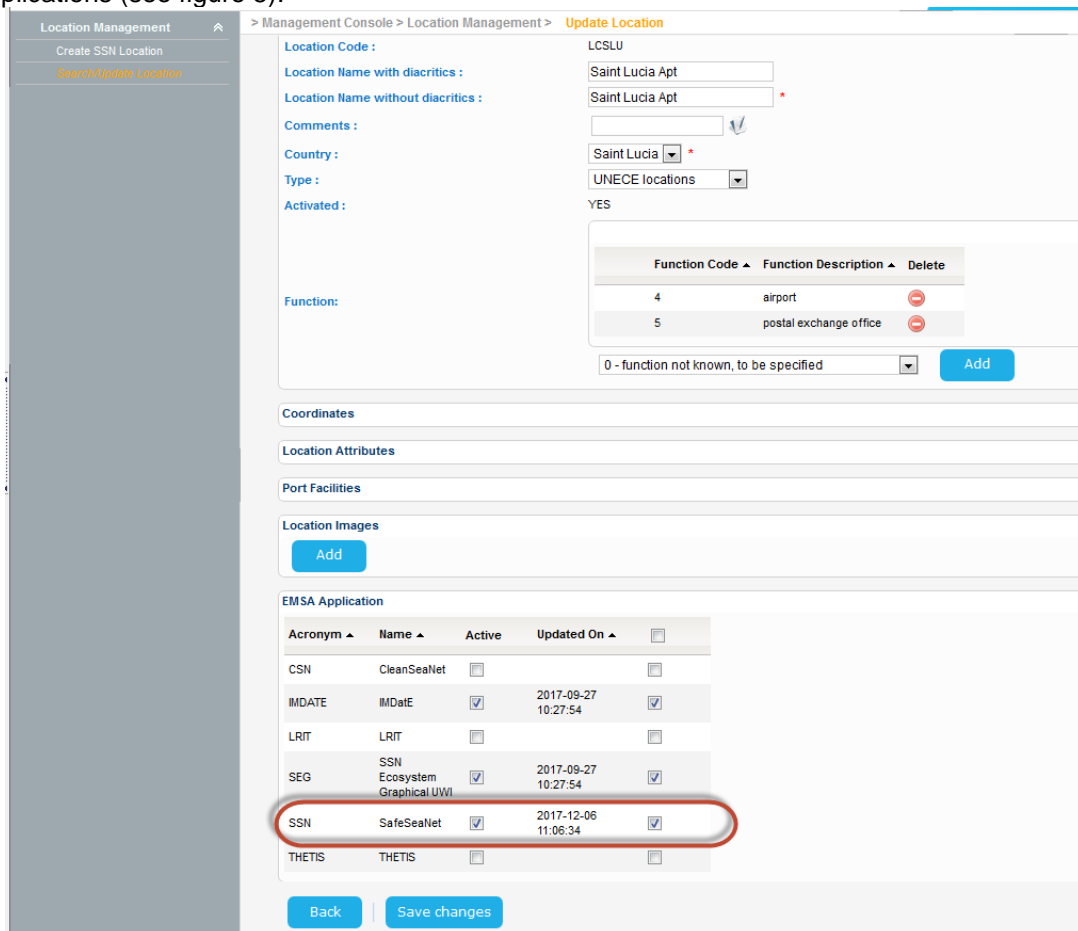 plications (see figure 3).
Location Management
Create SSN Location
Search/Update Location
> Management Console > Location Management > Update Location
Location Code : LCSLU
Location Name with diacritics : Saint Lucia Apt
Location Name without diacritics : Saint Lucia Apt *
Comments :
Country : Saint Lucia *
Type : UNECE locations
Activated : YES
Function Code Function Description Delete
4 airport
Function:
5 postal exchange office
0 - function not known, to be specified Add
Coordinates
Location Attributes
Port Facilities
Location Images
Add
EMSA Application
Acronym Name Active Updated On
CSN CleanSeaNet
IMDATE IMDatE 2017-09-27
10:27:54
LRIT LRIT
SEG SSN
Ecosystem
Graphical UWI 2017-09-27
10:27:54
SSN SafeSeaNet 2017-12-06
11:06:34
THETIS THETIS
Back Save changes